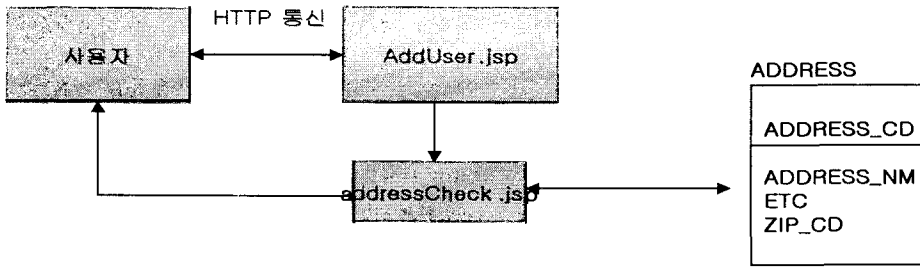 HTTP 통신
사용자
AddUser.jsp
addressCheck.jsp
ADDRESS
ADDRESS_CD
ADDRESS_NM
ETC
ZIP_CD